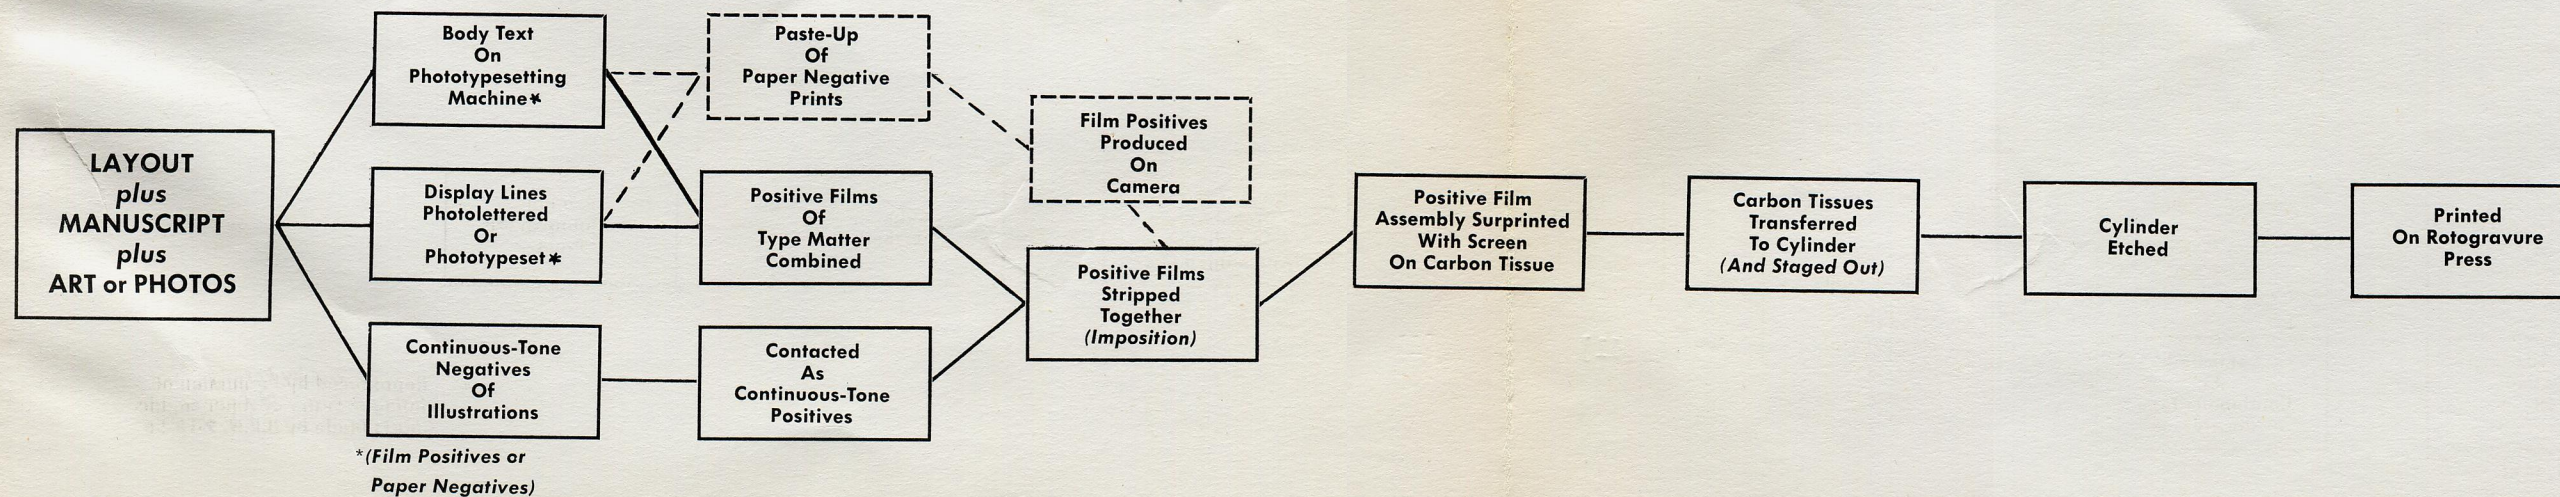 LAYOUT
plus
MANUSCRIPT
plus
ART or PHOTOS
Body Text
On
Phototypesetting
Machine*
Display Lines
Photolettered
Or
Phototypeset*
Continuous-Tone
Negatives
Of
Illustrations
*(Film Positives or
Paper Negatives)
Paste-Up
Of
Paper Negative
Prints
Positive Films
Of
Type Matter
Combined
Contacted
As
Continuous-Tone
Positives
Film Positives
Produced
On
Camera
Positive Films
Stripped
Together
(Imposition)
Positive Film
Assembly Surprinted
With Screen
On Carbon Tissue
Carbon Tissues
Transferred
To Cylinder
(And Staged Out)
Cylinder
Etched
Printed
On Rotogravure
Press